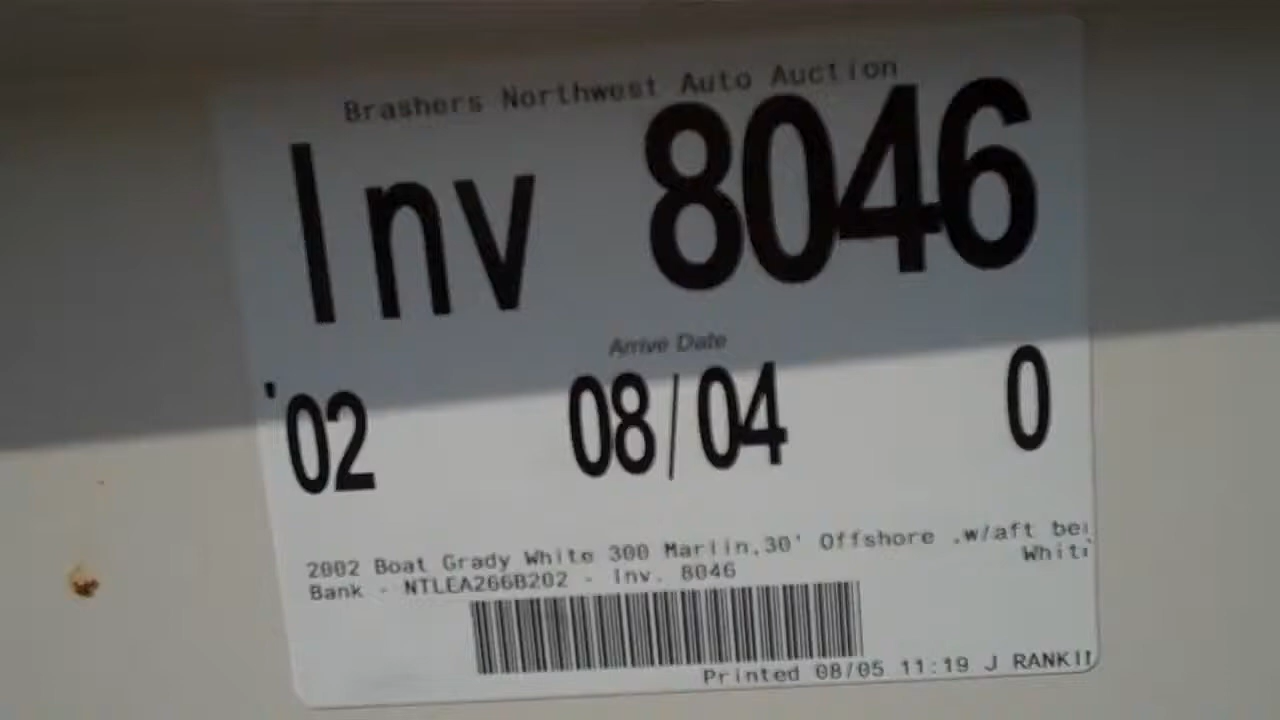 Brashers Northwest Auto Auction
Inv 8046
Arrive Date
'02 08/04 0
2002 Boat Grady White 300 Marlin,30' Offshore .w/aft
Bank - NTLEA266B202 - Inv. 8046
Printed 08/05 11:19 J